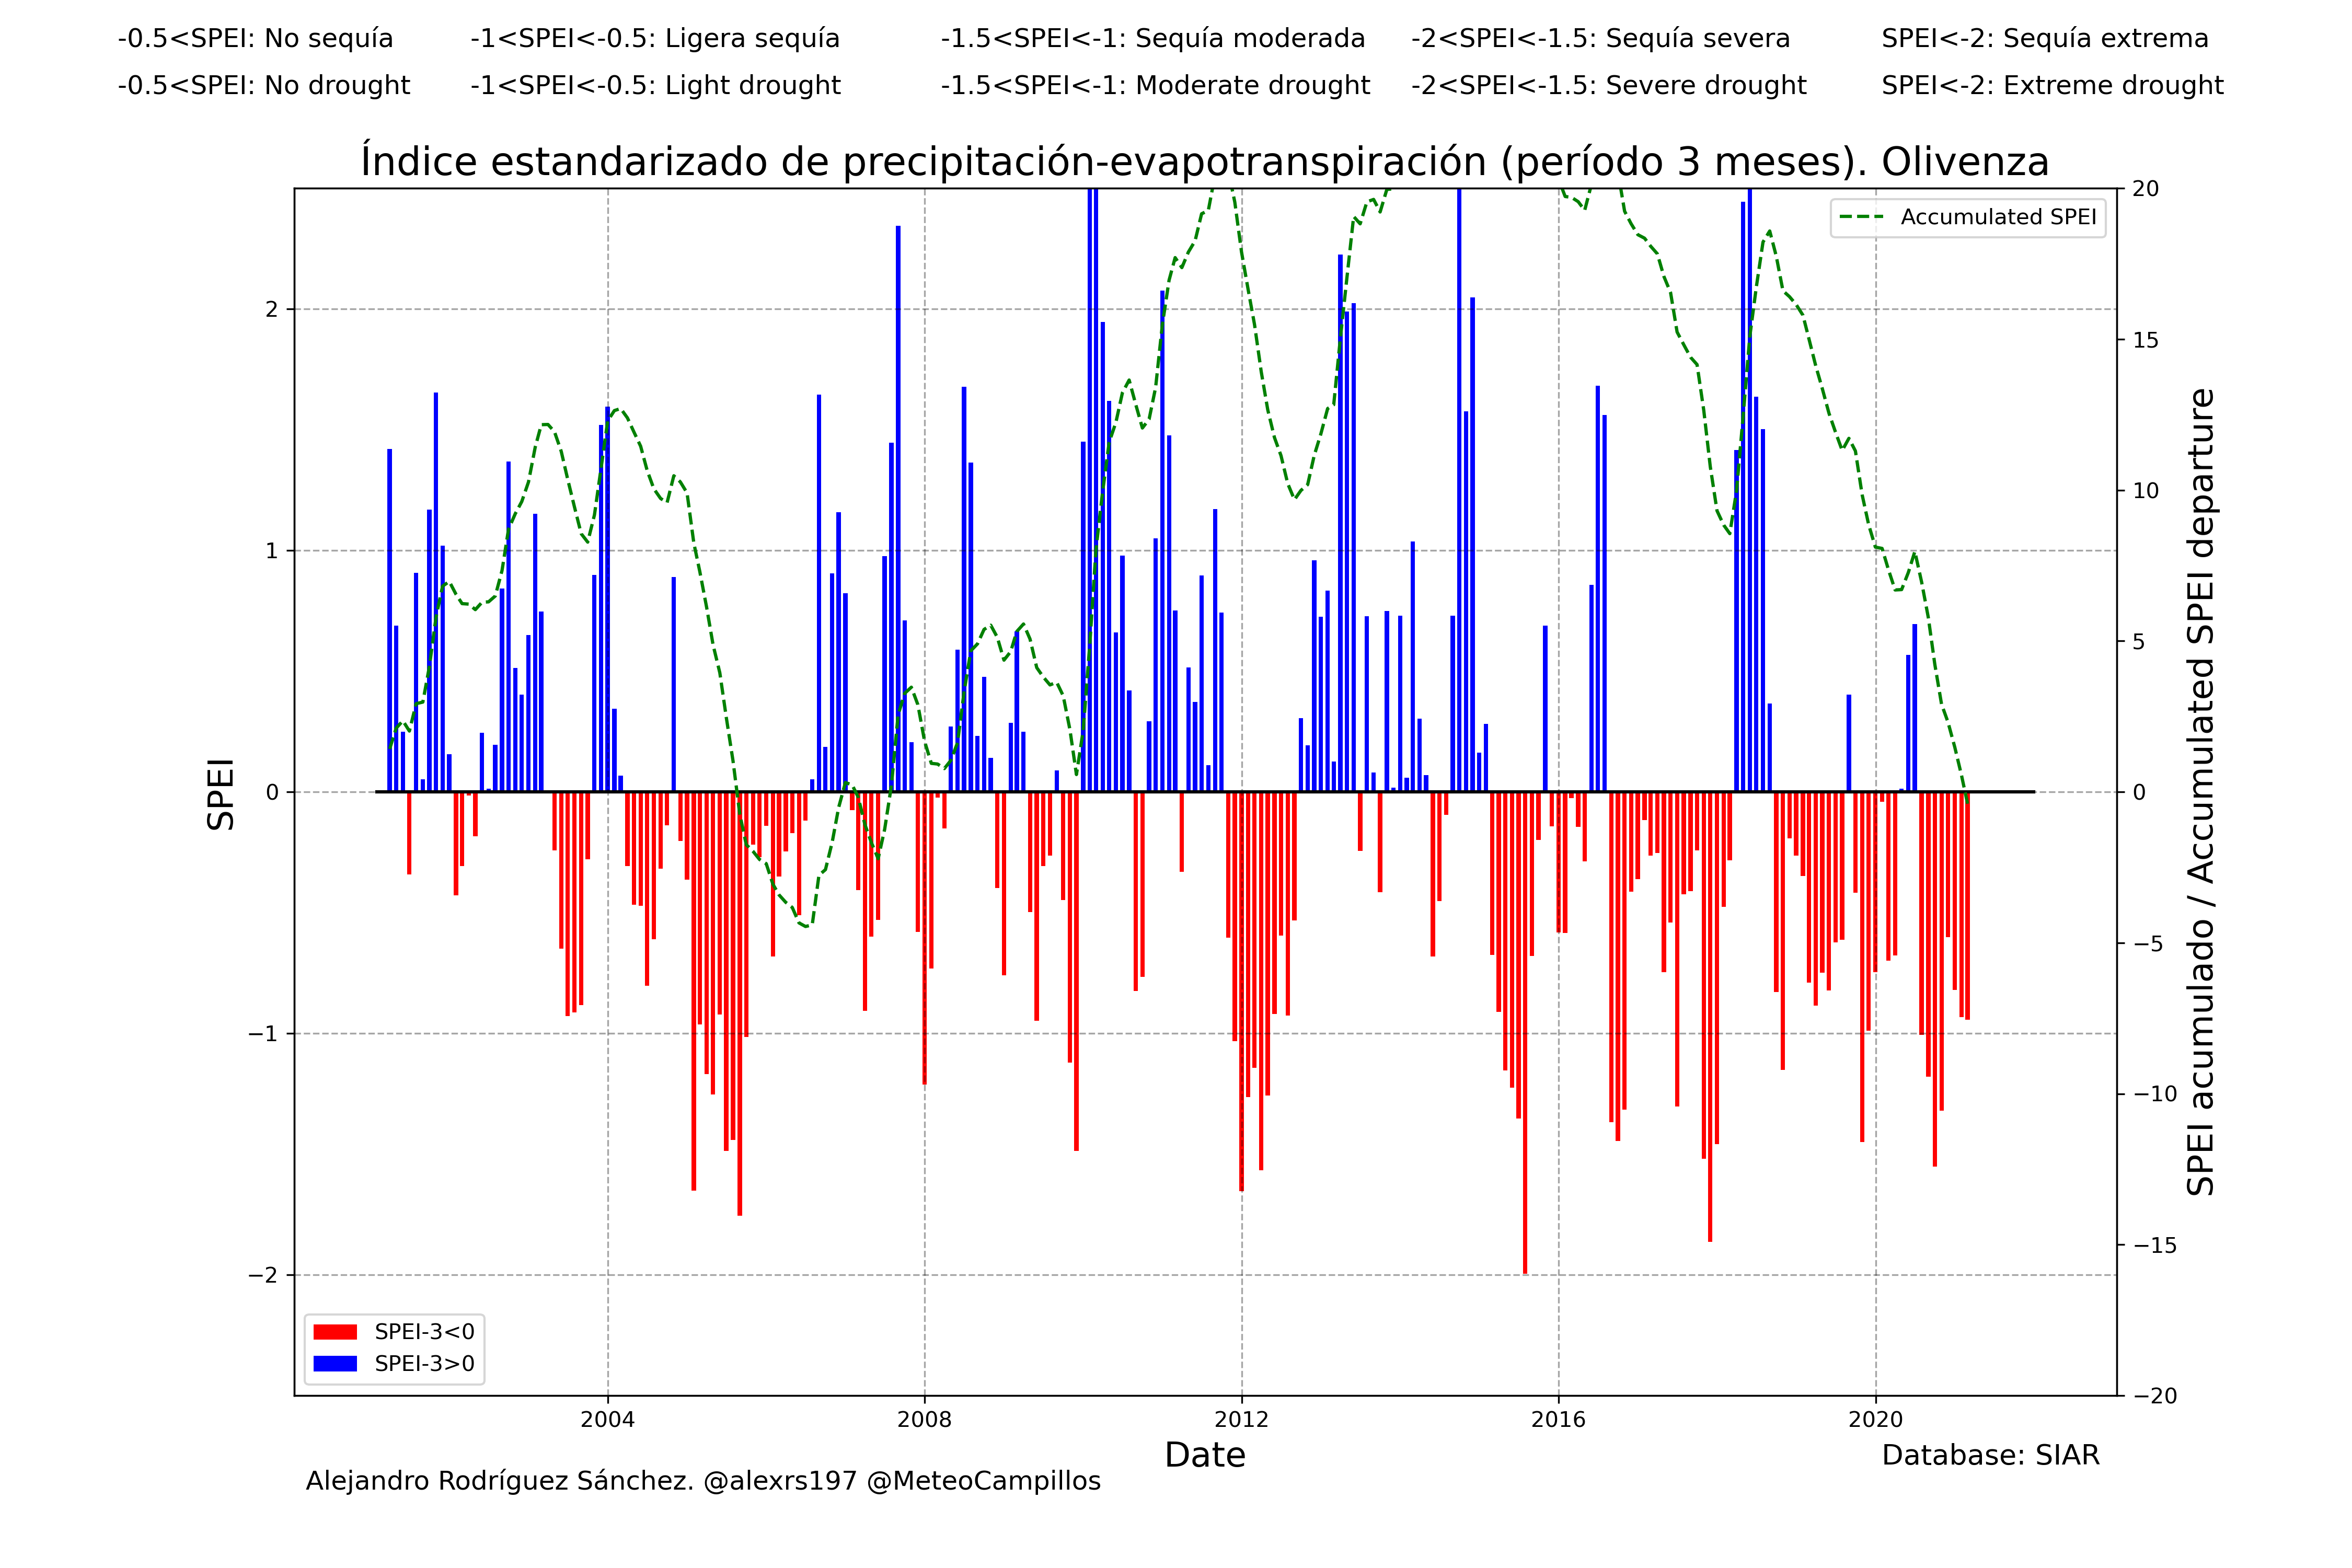 -0.5<SPEI: No sequía -1<SPEI<-0.5: Ligera sequía -1.5<SPEI<-1: Sequía moderada -2<SPEI<-1.5: Sequía severa SPEI<-2: Sequía extrema
-0.5<SPEI: No drought -1<SPEI<-0.5: Light drought -1.5<SPEI<-1: Moderate drought -2<SPEI<-1.5: Severe drought SPEI<-2: Extreme drought
Índice estandarizado de precipitación-evapotranspiración (período 3 meses). Olivenza
Accumulated SPEI
SPEI
2
1
0
−1
−2
20
15
10
5
0
−5
−10
−15
−20
SPEI acumulado / Accumulated SPEI departure
SPEI-3<0
SPEI-3>0
2004 2008 2012 2016 2020
Date
Database: SIAR
Alejandro Rodríguez Sánchez. @alexrs197 @MeteoCampillos